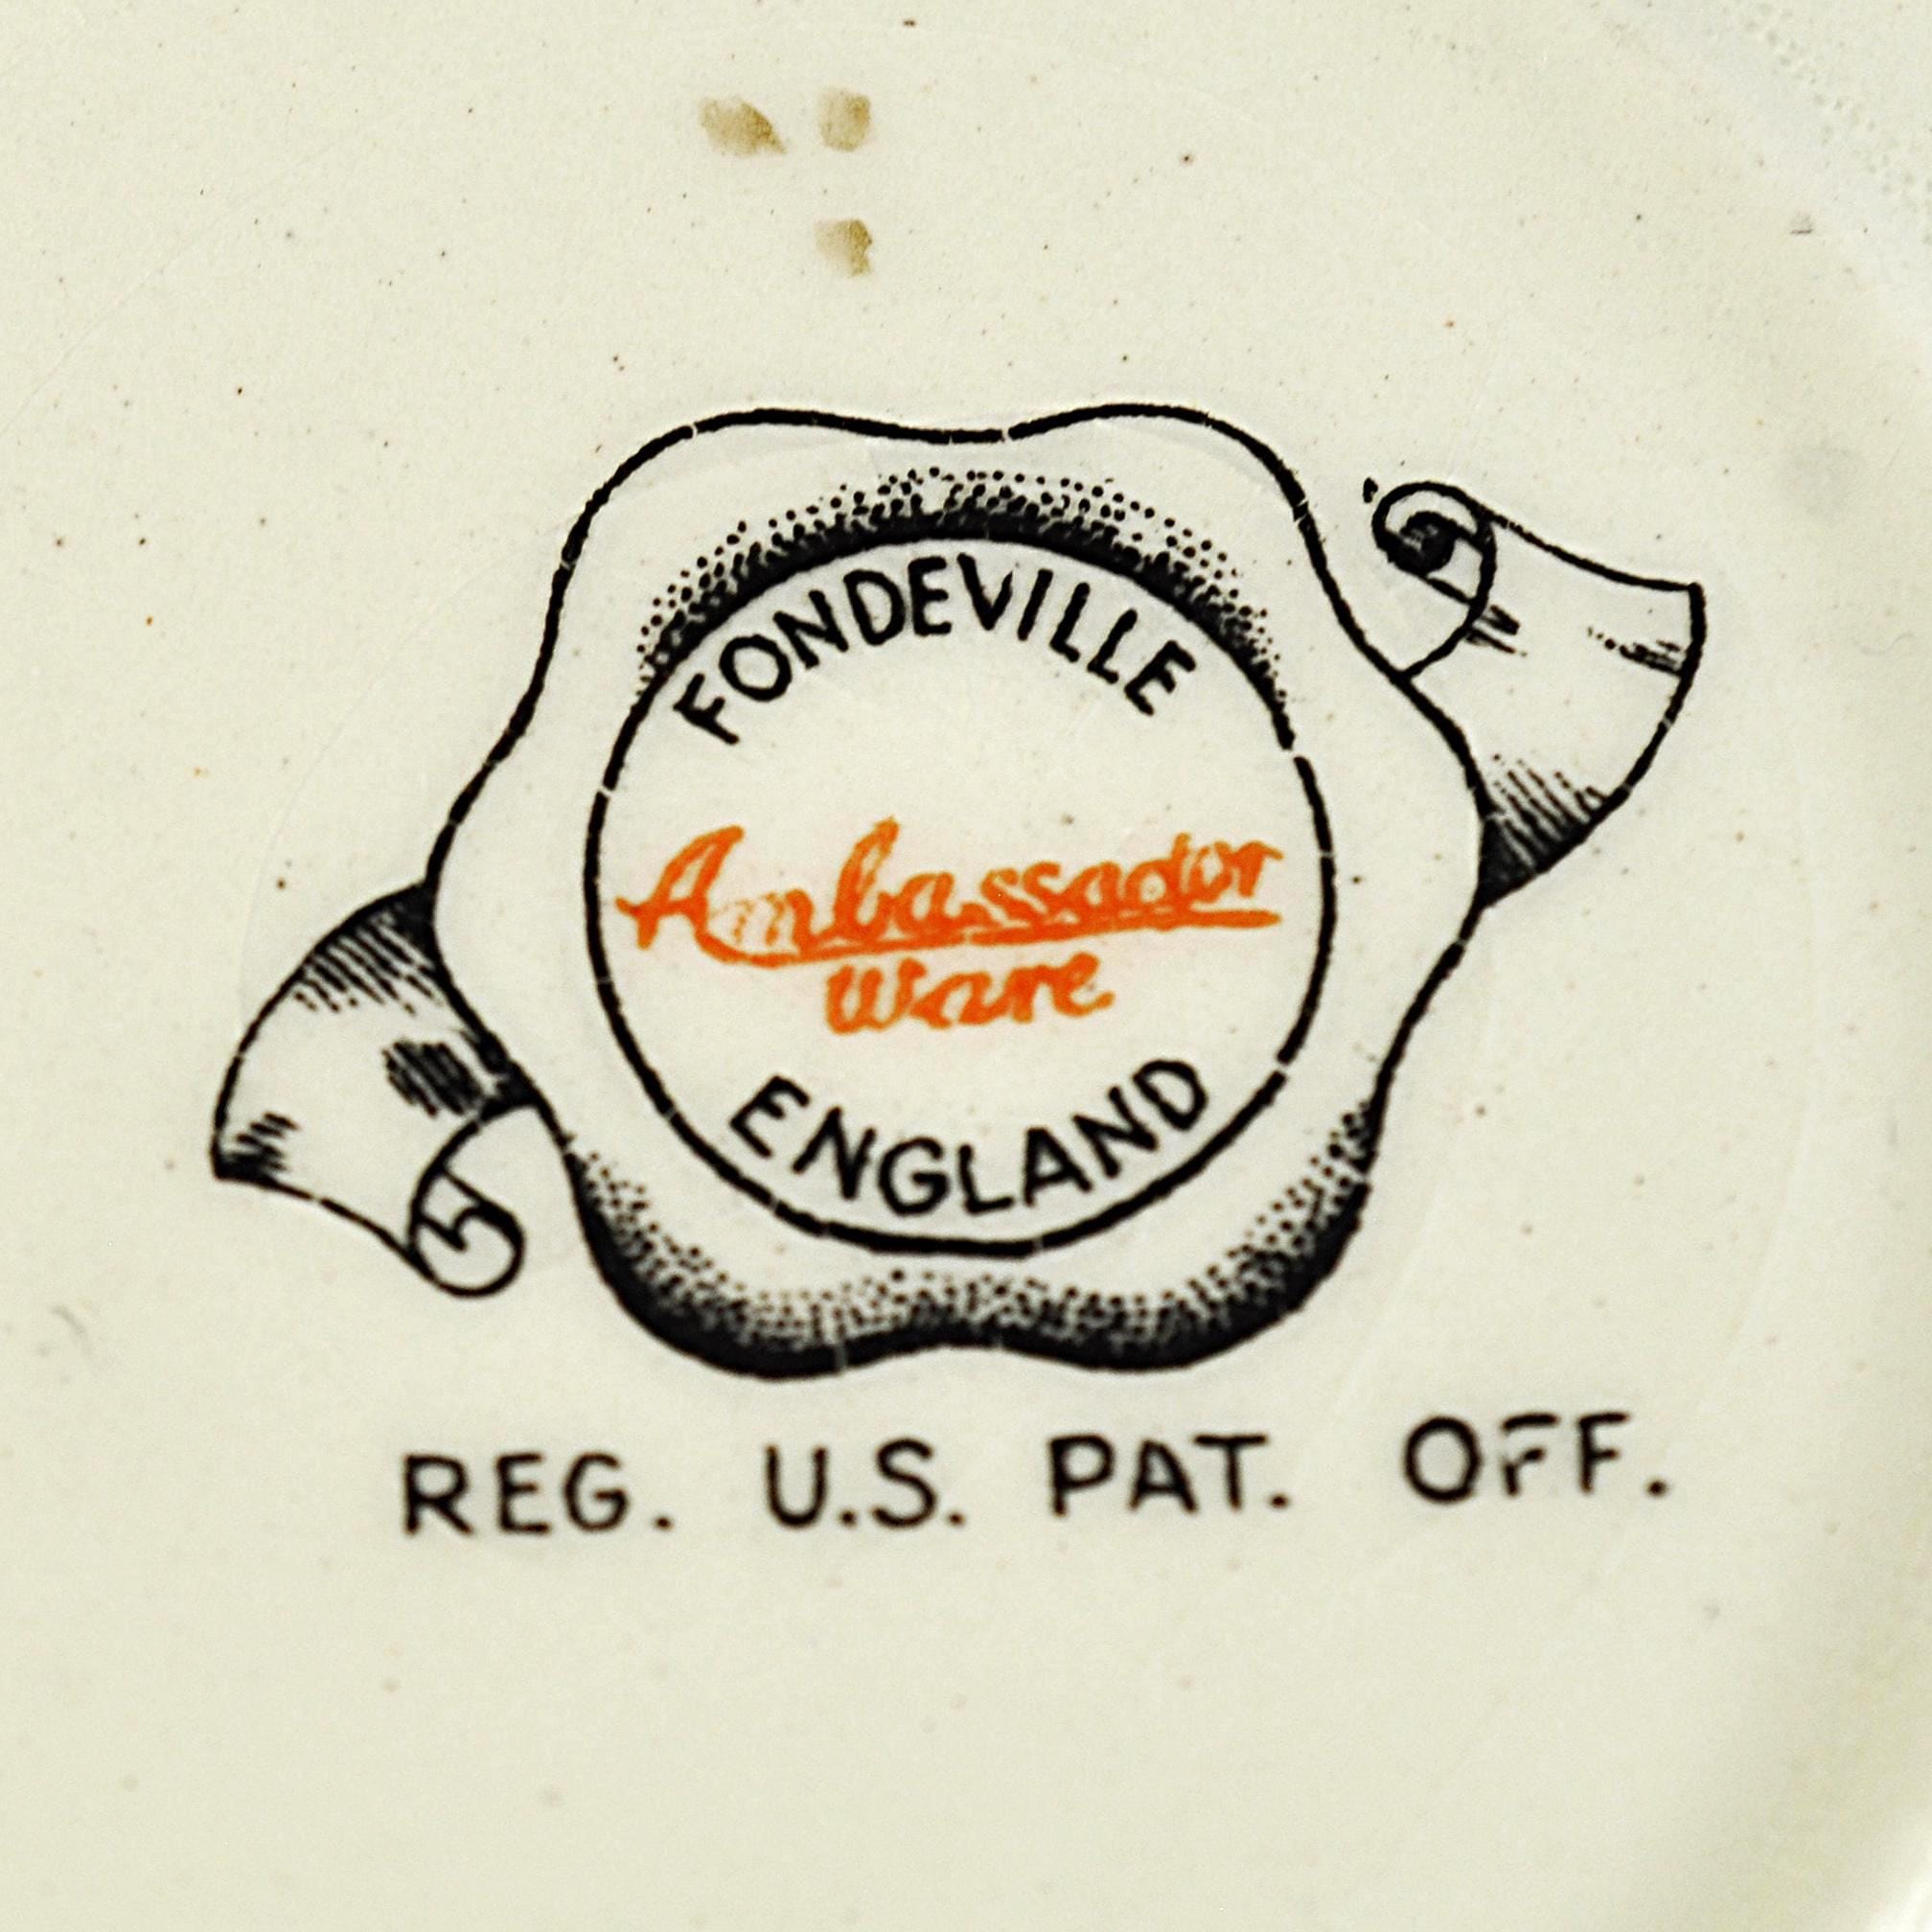 FONDEVILLE
Ambassador
Ware
ENGLAND
REG. U.S. PAT. OFF.